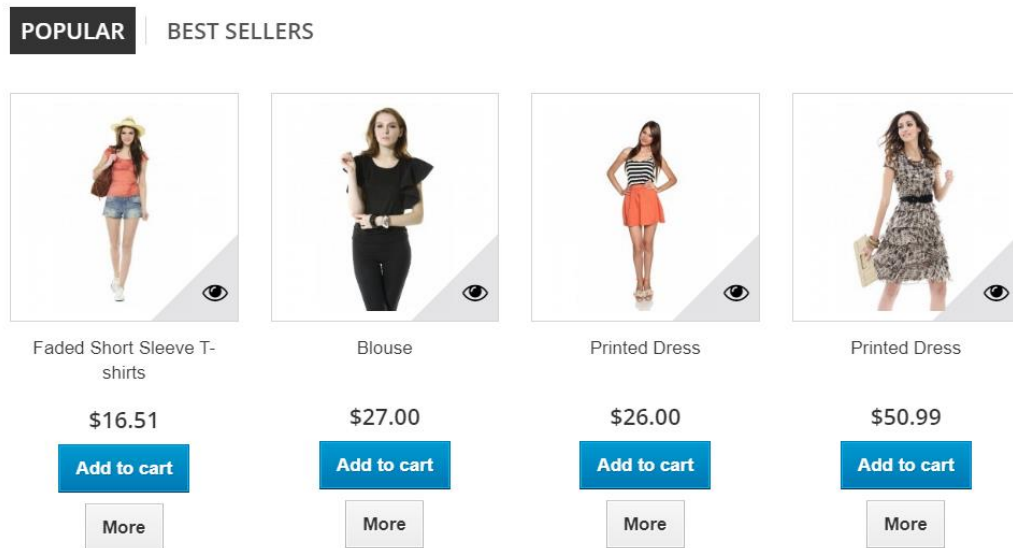 POPULAR
BEST SELLERS
Faded Short Sleeve T-
shirts
$16.51
Add to cart
More
Blouse
$27.00
Add to cart
More
Printed Dress
$26.00
Add to cart
More
Printed Dress
$50.99
Add to cart
More